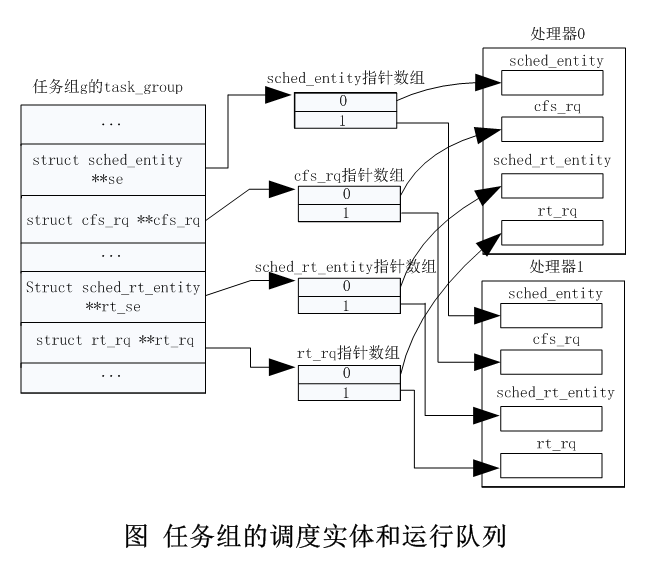 任务组g的task_group
...
struct sched_entity
**se
struct cfs_rq **cfs_rq
...
Struct sched_rt_entity
**rt_se
struct rt_rq **rt_rq
...
sched_entity指针数组
0
1
cfs_rq指针数组
0
1
sched_rt_entity指针数组
0
1
rt_rq指针数组
0
1
处理器0
sched_entity
cfs_rq
sched_rt_entity
rt_rq
处理器1
sched_entity
cfs_rq
sched_rt_entity
rt_rq
图 任务组的调度实体和运行队列